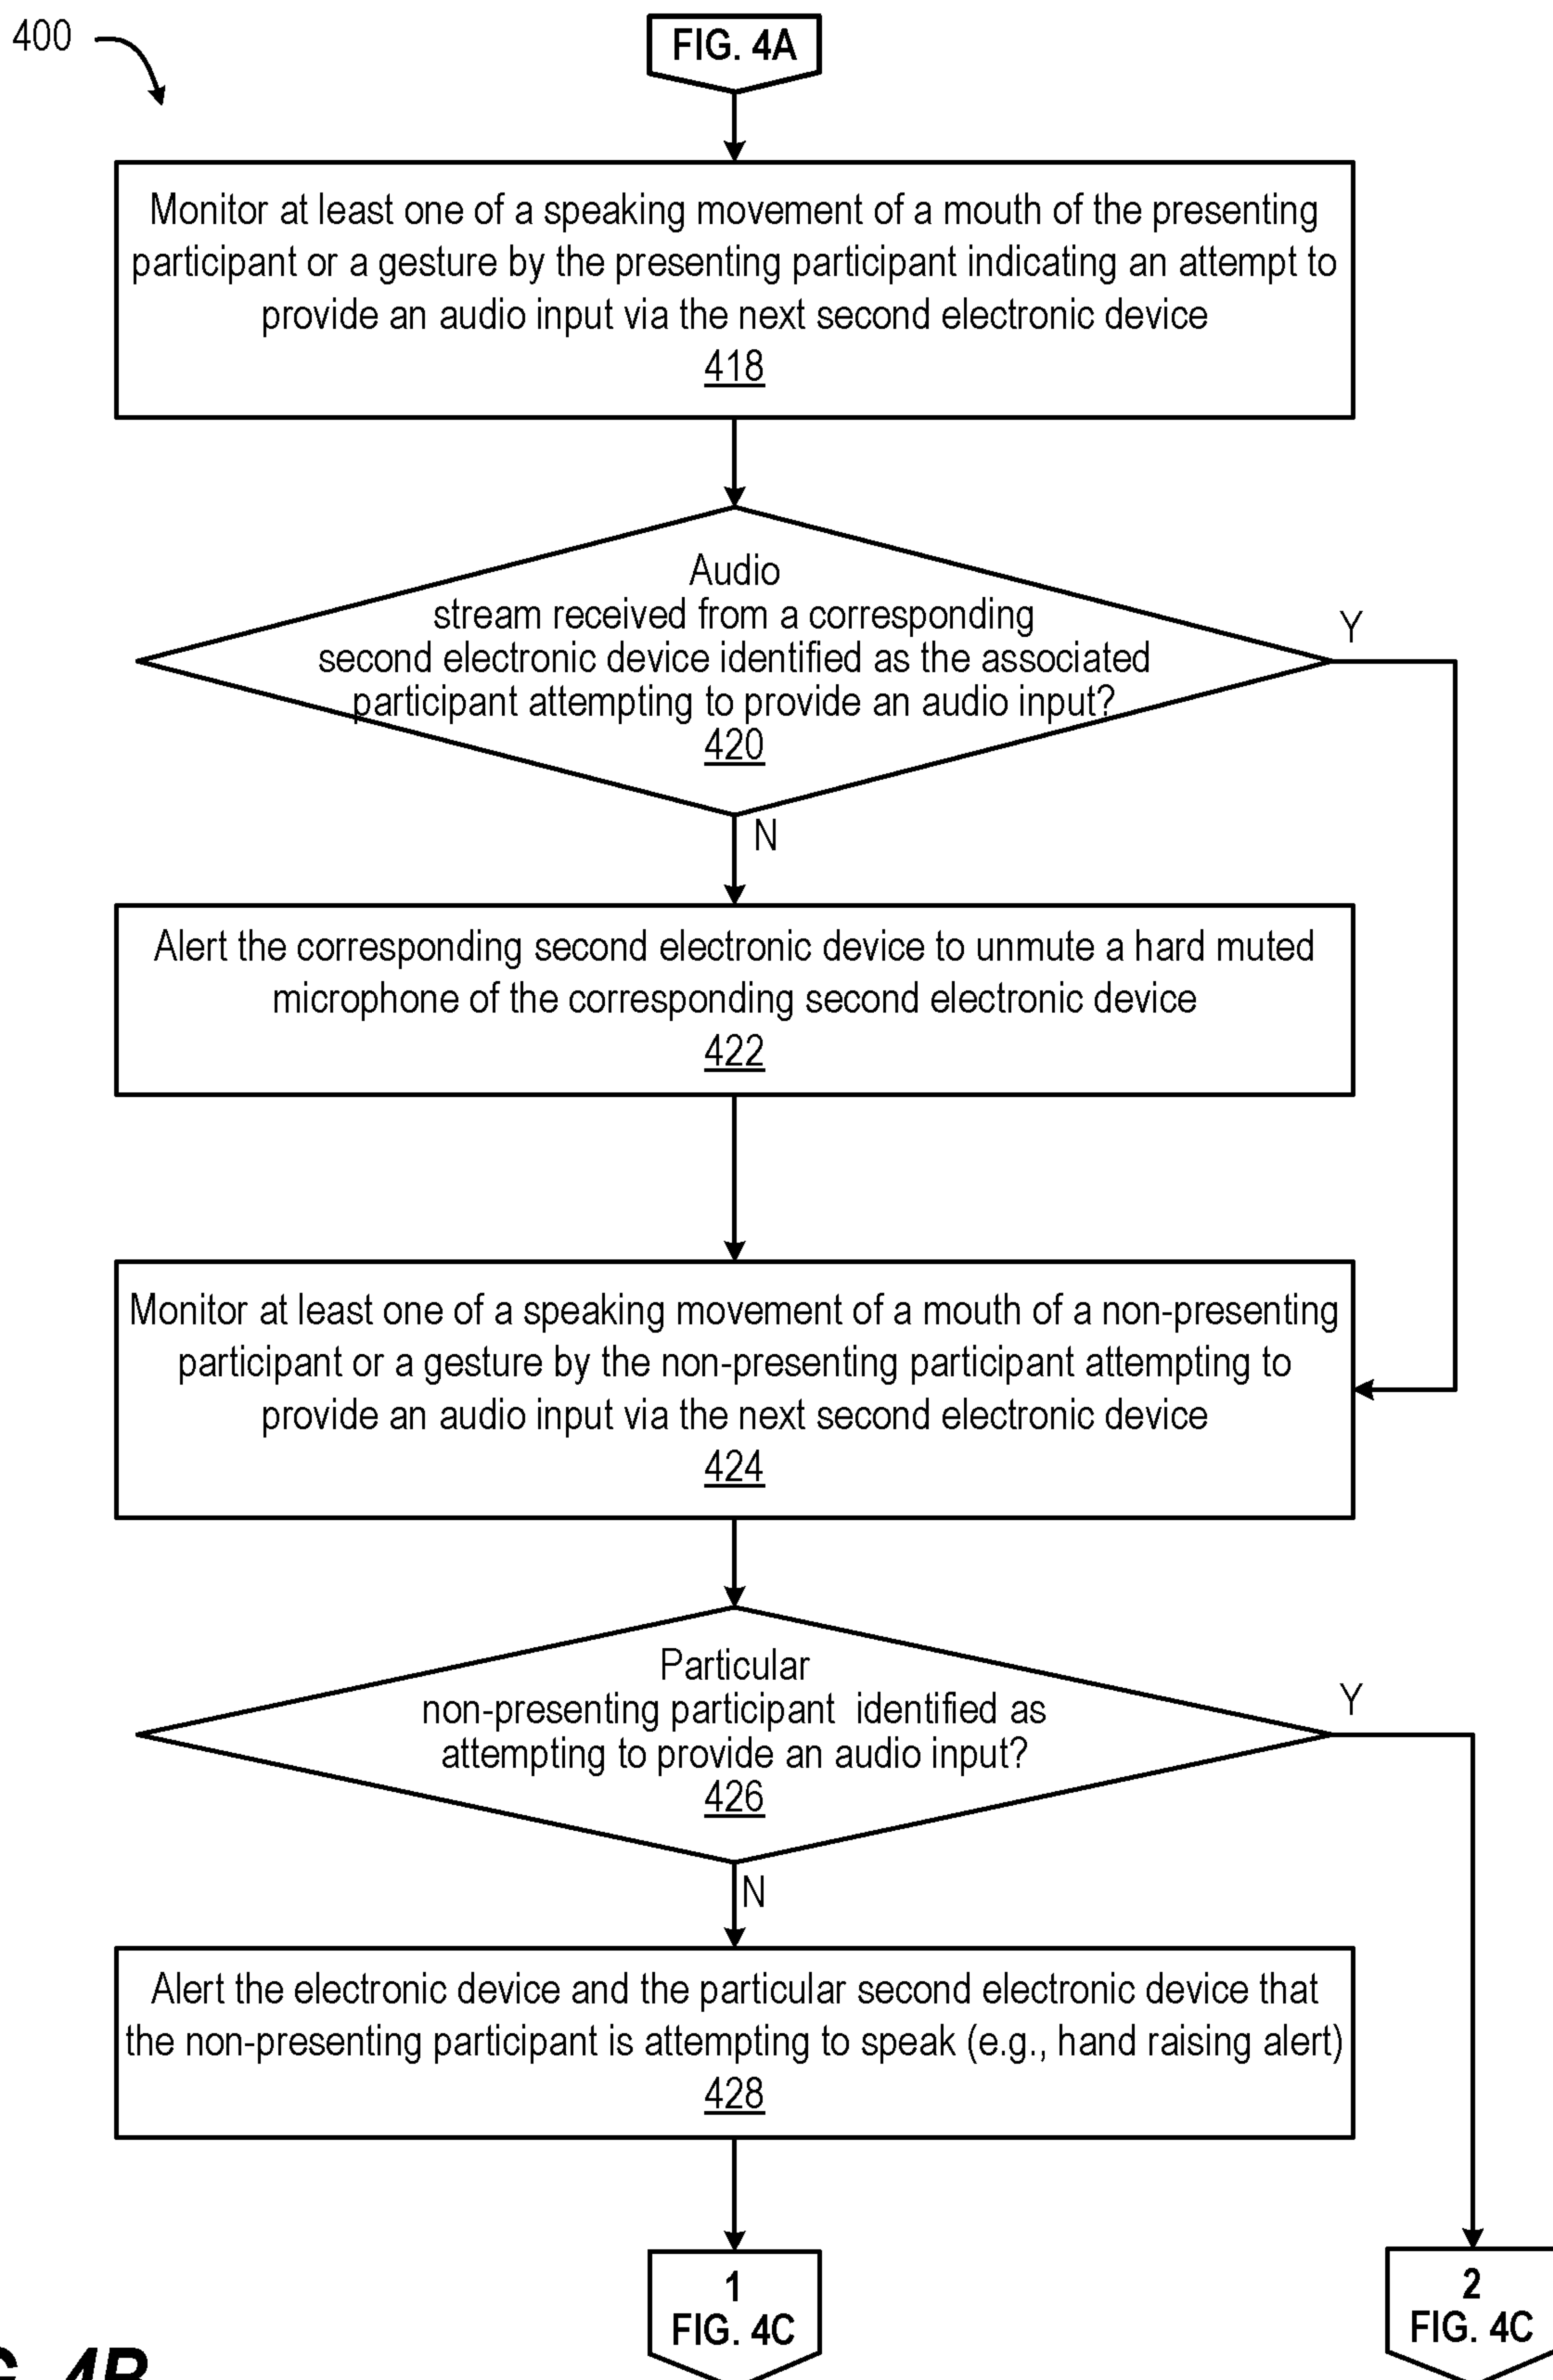 400
FIG. 4A
Monitor at least one of a speaking movement of a mouth of the presenting
participant or a gesture by the presenting participant indicating an attempt to
provide an audio input via the next second electronic device
418
Audio
stream received from a corresponding
second electronic device identified as the associated
participant attempting to provide an audio input?
420
Y
N
Alert the corresponding second electronic device to unmute a hard muted
microphone of the corresponding second electronic device
422
Monitor at least one of a speaking movement of a mouth of a non-presenting
participant or a gesture by the non-presenting participant attempting to
provide an audio input via the next second electronic device
424
Particular
non-presenting participant identified as
attempting to provide an audio input?
426
Y
N
Alert the electronic device and the particular second electronic device that
the non-presenting participant is attempting to speak (e.g., hand raising alert)
428
1
FIG. 4C
2
FIG. 4C
4B